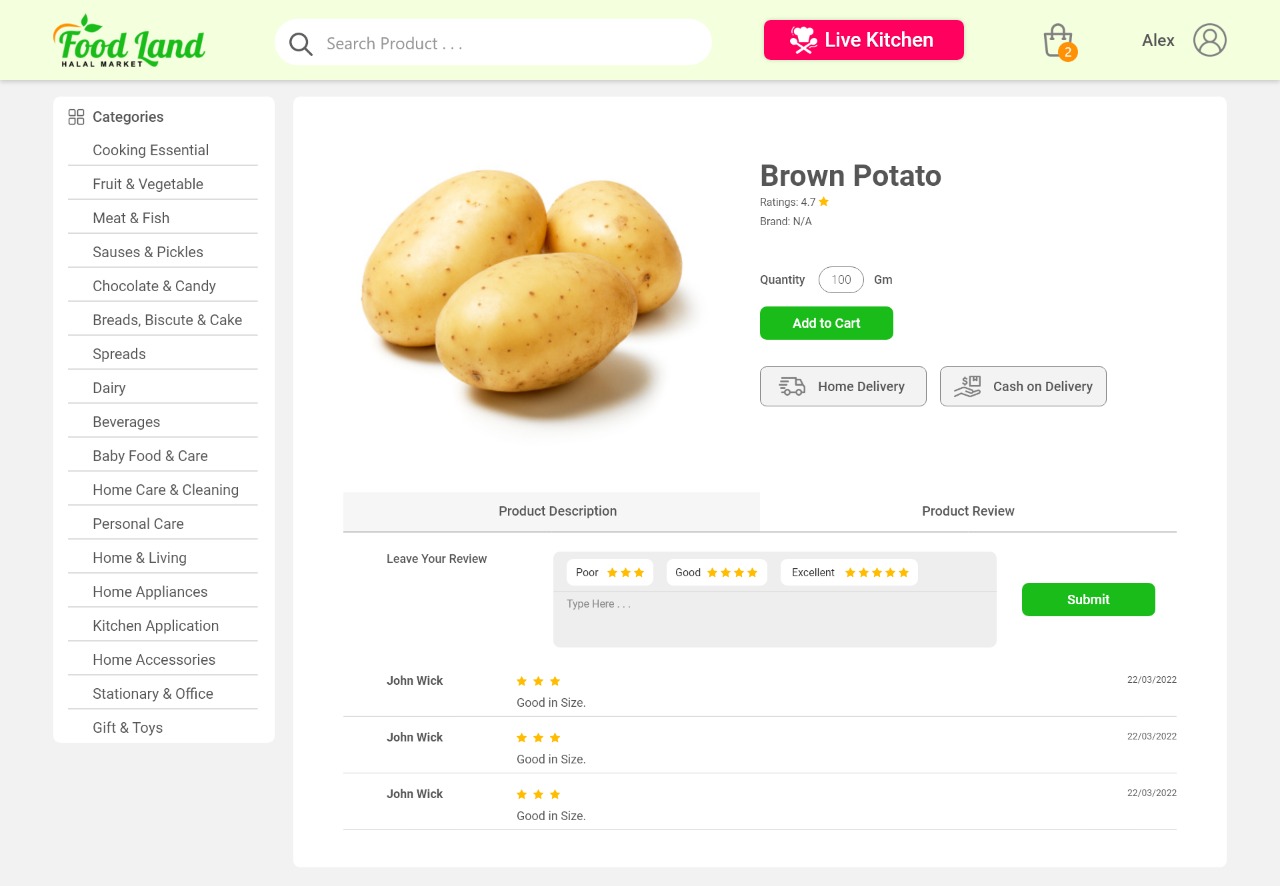 Food Land
HALAL MARKET
Search Product . . .
Live Kitchen
2
Alex
Categories
Cooking Essential
Fruit & Vegetable
Meat & Fish
Sauses & Pickles
Chocolate & Candy
Breads, Biscute & Cake
Spreads
Dairy
Beverages
Baby Food & Care
Home Care & Cleaning
Personal Care
Home & Living
Home Appliances
Kitchen Application
Home Accessories
Stationary & Office
Gift & Toys
Brown Potato
Ratings: 4.7
Brand: N/A
Quantity 100 Gm
Add to Cart
$
Home Delivery Cash on Delivery
Product Description Product Review
Leave Your Review
Poor Good Excellent
Type Here . . .
Submit
John Wick 22/03/2022
Good in Size.
John Wick 22/03/2022
Good in Size.
John Wick 22/03/2022
Good in Size.